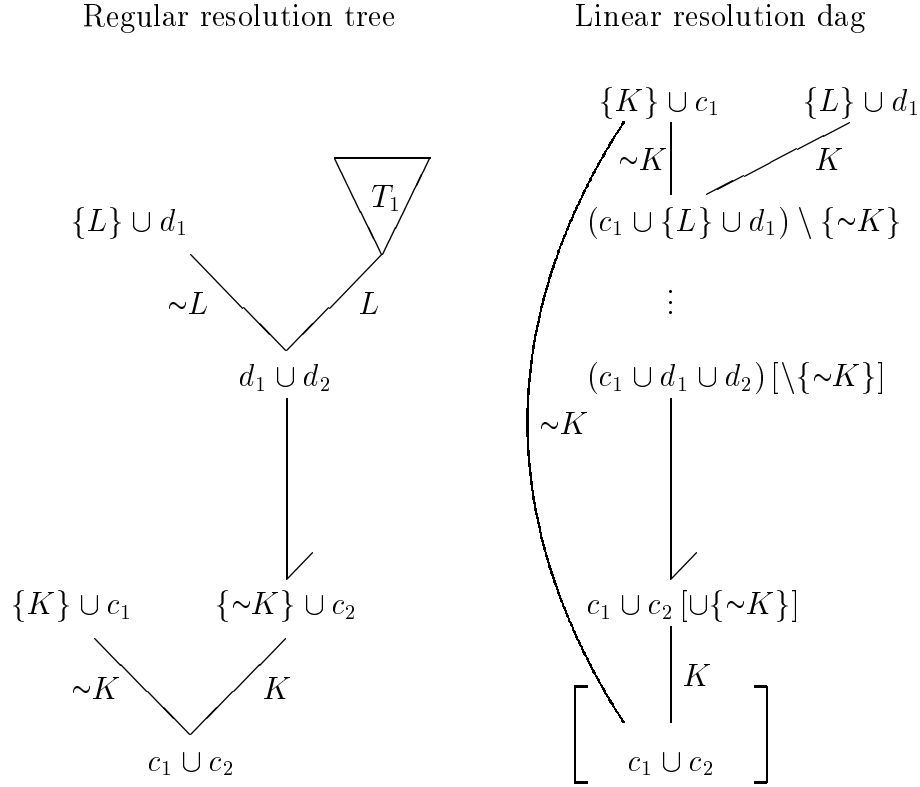 Regular resolution tree
Linear resolution dag
{L} ∪ d₁
T₁
~L
L
d₁ ∪ d₂
{K} ∪ c₁
{~K} ∪ c₂
~K
K
c₁ ∪ c₂
{K} ∪ c₁
{L} ∪ d₁
~K
K
(c₁ ∪ {L} ∪ d₁) \ {~K}
⋮
(c₁ ∪ d₁ ∪ d₂) [\{~K}]
~K
c₁ ∪ c₂ [∪{~K}]
K
[ c₁ ∪ c₂ ]